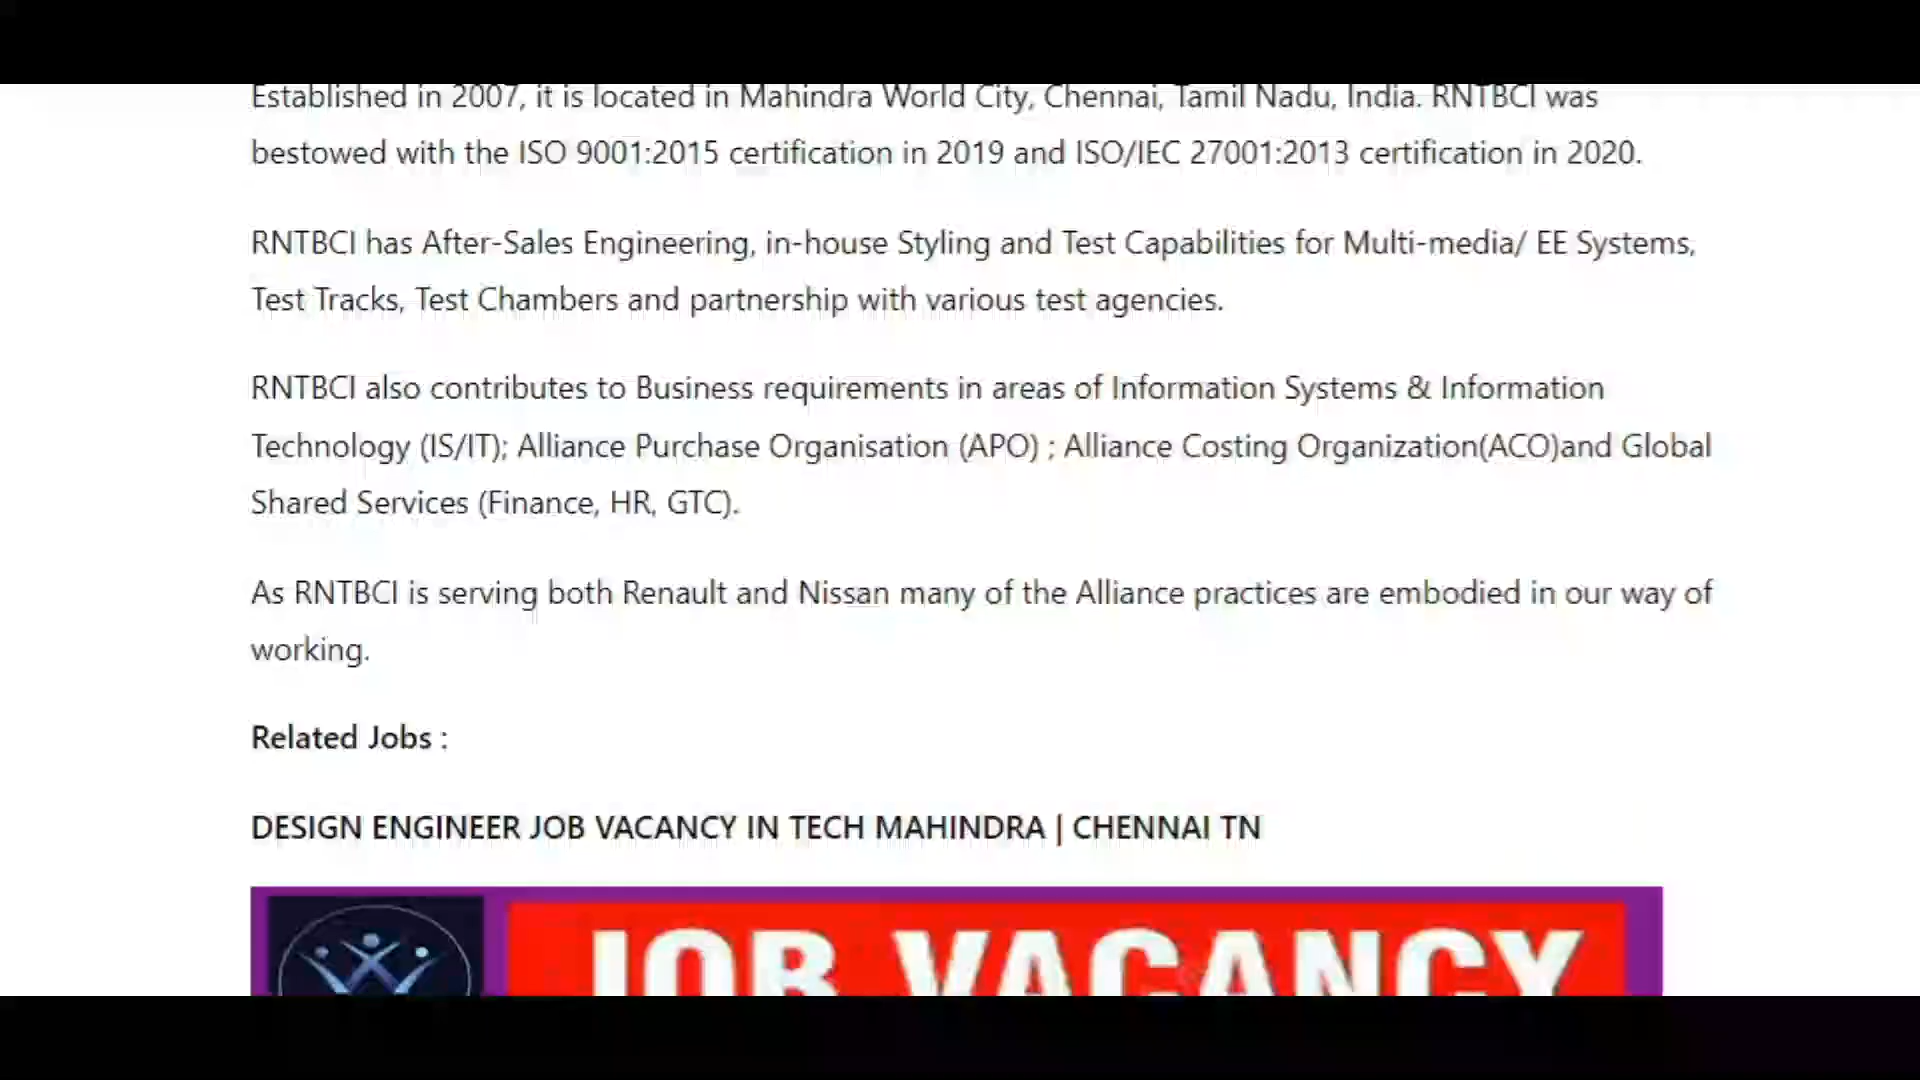 Established in 2007, it is located in Mahindra World City, Chennai, Tamil Nadu, India. RNTBCI was
bestowed with the ISO 9001:2015 certification in 2019 and ISO/IEC 27001:2013 certification in 2020.
RNTBCI has After-Sales Engineering, in-house Styling and Test Capabilities for Multi-media/ EE Systems,
Test Tracks, Test Chambers and partnership with various test agencies.
RNTBCI also contributes to Business requirements in areas of Information Systems & Information
Technology (IS/IT); Alliance Purchase Organisation (APO) ; Alliance Costing Organization(ACO)and Global
Shared Services (Finance, HR, GTC).
As RNTBCI is serving both Renault and Nissan many of the Alliance practices are embodied in our way of
working.
Related Jobs :
DESIGN ENGINEER JOB VACANCY IN TECH MAHINDRA | CHENNAI TN
JOB VACANCY